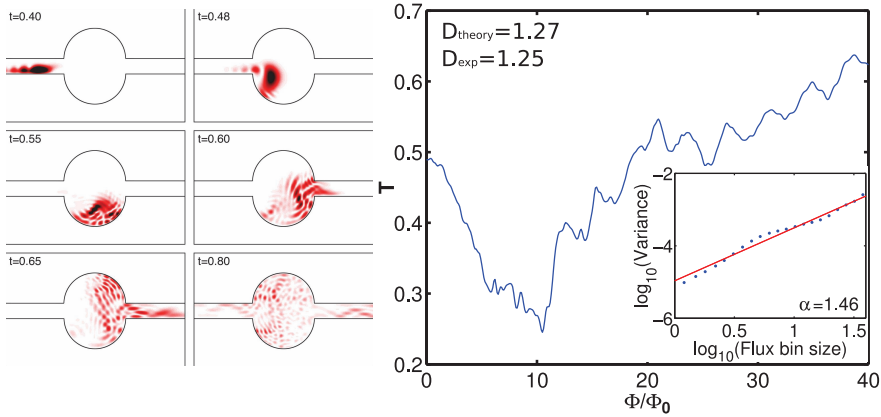 t=0.40
t=0.48
t=0.55
t=0.60
t=0.65
t=0.80
D_theory=1.27
D_exp=1.25
T
0.7
0.6
0.5
0.4
0.3
0.2
0 10 20 30 40
Φ/Φ₀
log₁₀(Variance)
−2
−4
−6
α=1.46
0 0.5 1 1.5
log₁₀(Flux bin size)